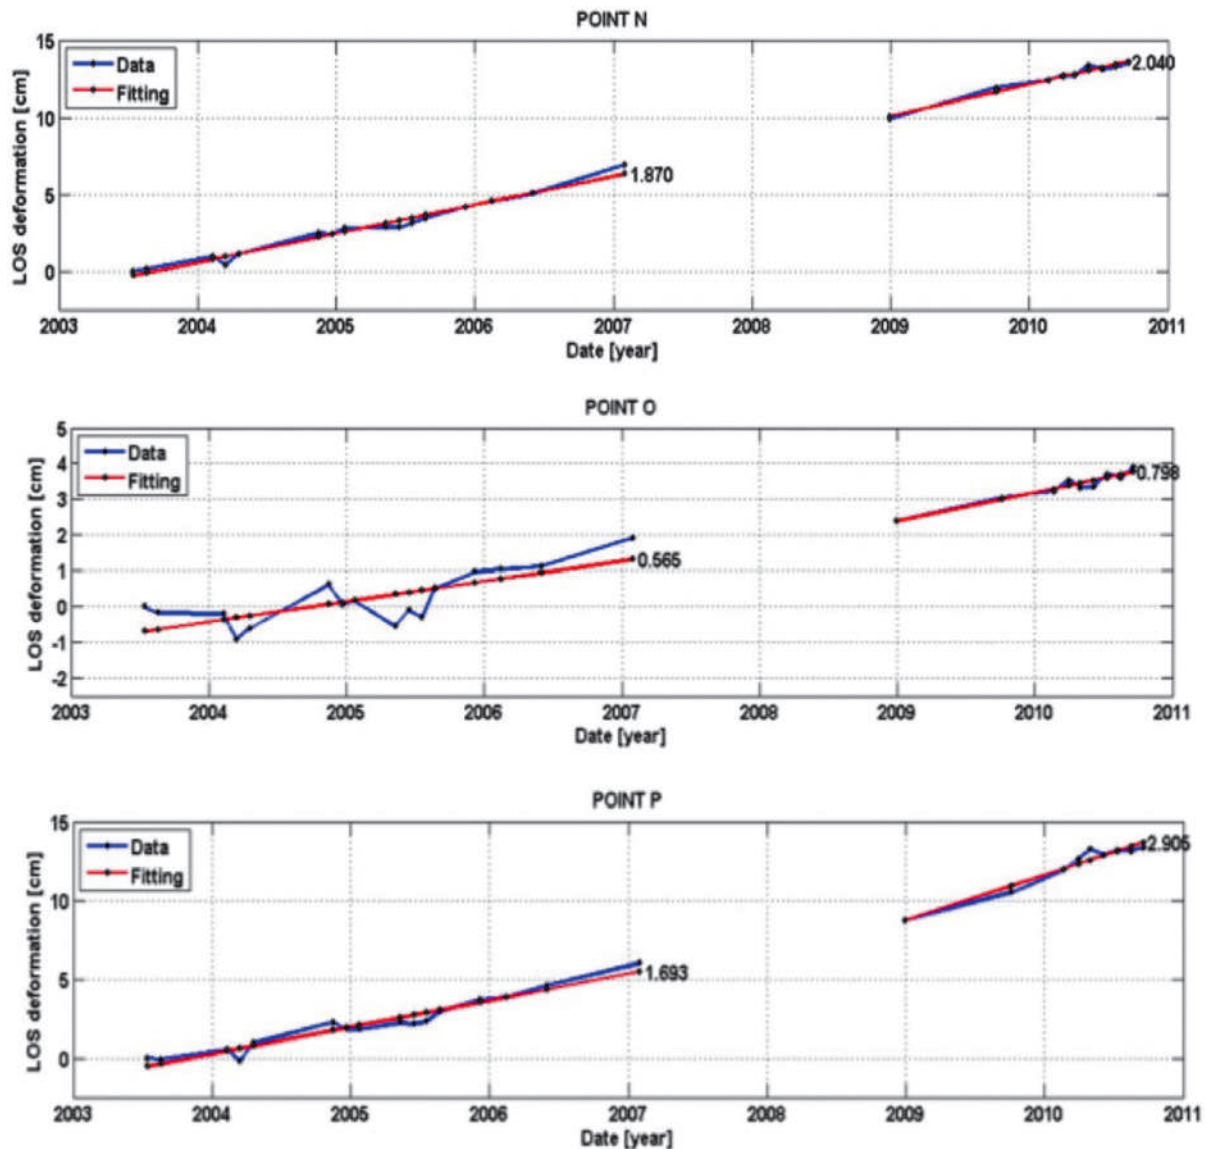 POINT N
15
10
5
0
LOS deformation [cm]
Data
Fitting
1.870
2.040
2003 2004 2005 2006 2007 2008 2009 2010 2011
Date [year]
POINT O
5
4
3
2
1
0
-1
-2
LOS deformation [cm]
Data
Fitting
0.565
0.798
2003 2004 2005 2006 2007 2008 2009 2010 2011
Date [year]
POINT P
15
10
5
0
LOS deformation [cm]
Data
Fitting
1.693
2.905
2003 2004 2005 2006 2007 2008 2009 2010 2011
Date [year]